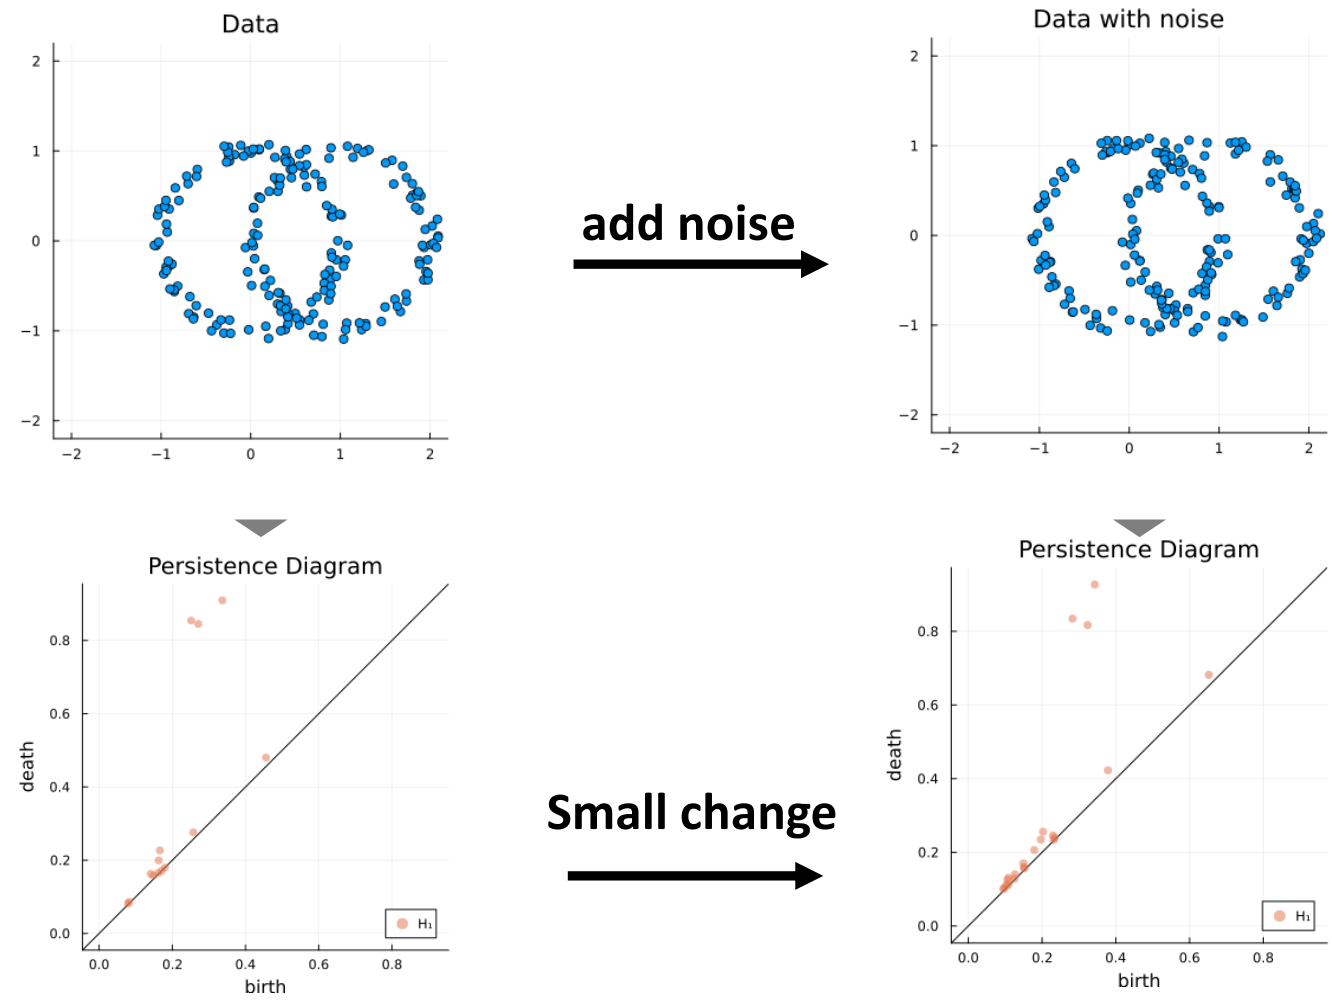 Data
2
1
0
−1
−2
−2 −1 0 1 2
add noise
Data with noise
2
1
0
−1
−2
−2 −1 0 1 2
Persistence Diagram
death
0.8
0.6
0.4
0.2
0.0
0.0 0.2 0.4 0.6 0.8
birth
H₁
Small change
Persistence Diagram
death
0.8
0.6
0.4
0.2
0.0
0.0 0.2 0.4 0.6 0.8
birth
H₁